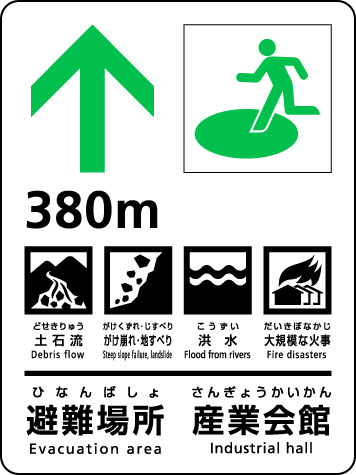 380m
どせきりゅう
土石流
Debris flow
がけくずれ・じすべり
がけ崩れ・地すべり
Steep slope failure, landslide
こうずい
洪水
Flood from rivers
だいきぼなかじ
大規模な火事
Fire disasters
ひなんばしょ
避難場所
Evacuation area
さんぎょうかいかん
産業会館
Industrial hall